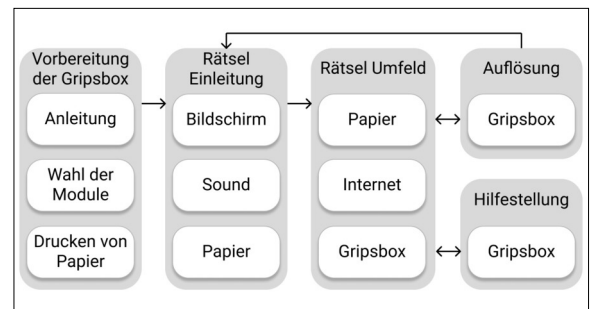 Vorbereitung
der Gripsbox
Anleitung
Wahl der
Module
Drucken von
Papier
Rätsel
Einleitung
Bildschirm
Sound
Papier
Rätsel Umfeld
Papier
Internet
Gripsbox
Auflösung
Gripsbox
Hilfestellung
Gripsbox